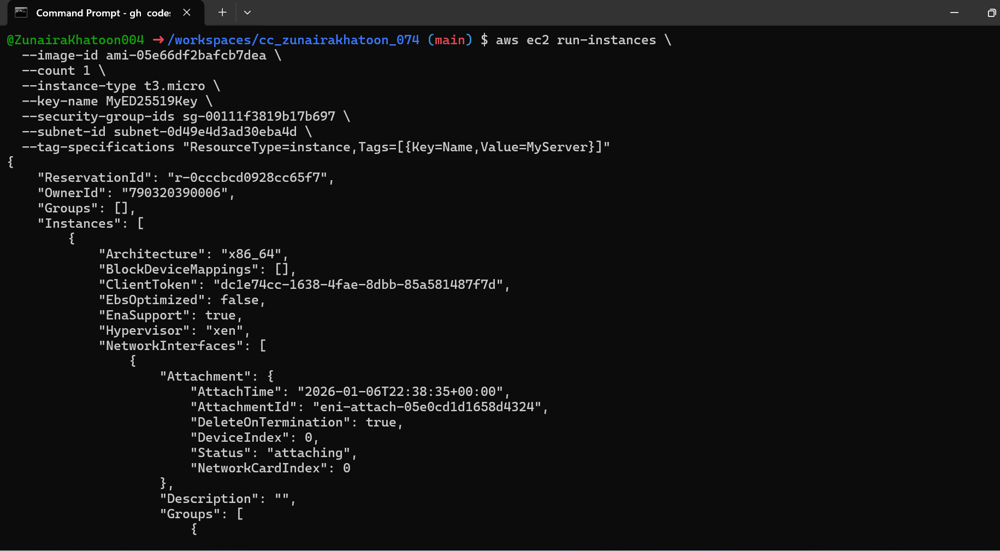 Command Prompt - gh codes
@ZunairaKhatoon004 ➜ /workspaces/cc_zunairakhatoon_074 (main) $ aws ec2 run-instances \
  --image-id ami-05e66df2bafcb7dea \
  --count 1 \
  --instance-type t3.micro \
  --key-name MyED25519Key \
  --security-group-ids sg-00111f3819b17b697 \
  --subnet-id subnet-0d49e4d3ad30eba4d \
  --tag-specifications "ResourceType=instance,Tags=[{Key=Name,Value=MyServer}]"
{
    "ReservationId": "r-0cccbcd0928cc65f7",
    "OwnerId": "790320390006",
    "Groups": [],
    "Instances": [
        {
            "Architecture": "x86_64",
            "BlockDeviceMappings": [],
            "ClientToken": "dc1e74cc-1638-4fae-8dbb-85a581487f7d",
            "EbsOptimized": false,
            "EnaSupport": true,
            "Hypervisor": "xen",
            "NetworkInterfaces": [
                {
                    "Attachment": {
                        "AttachTime": "2026-01-06T22:38:35+00:00",
                        "AttachmentId": "eni-attach-05e0cd1d1658d4324",
                        "DeleteOnTermination": true,
                        "DeviceIndex": 0,
                        "Status": "attaching",
                        "NetworkCardIndex": 0
                    },
                    "Description": "",
                    "Groups": [
                        {